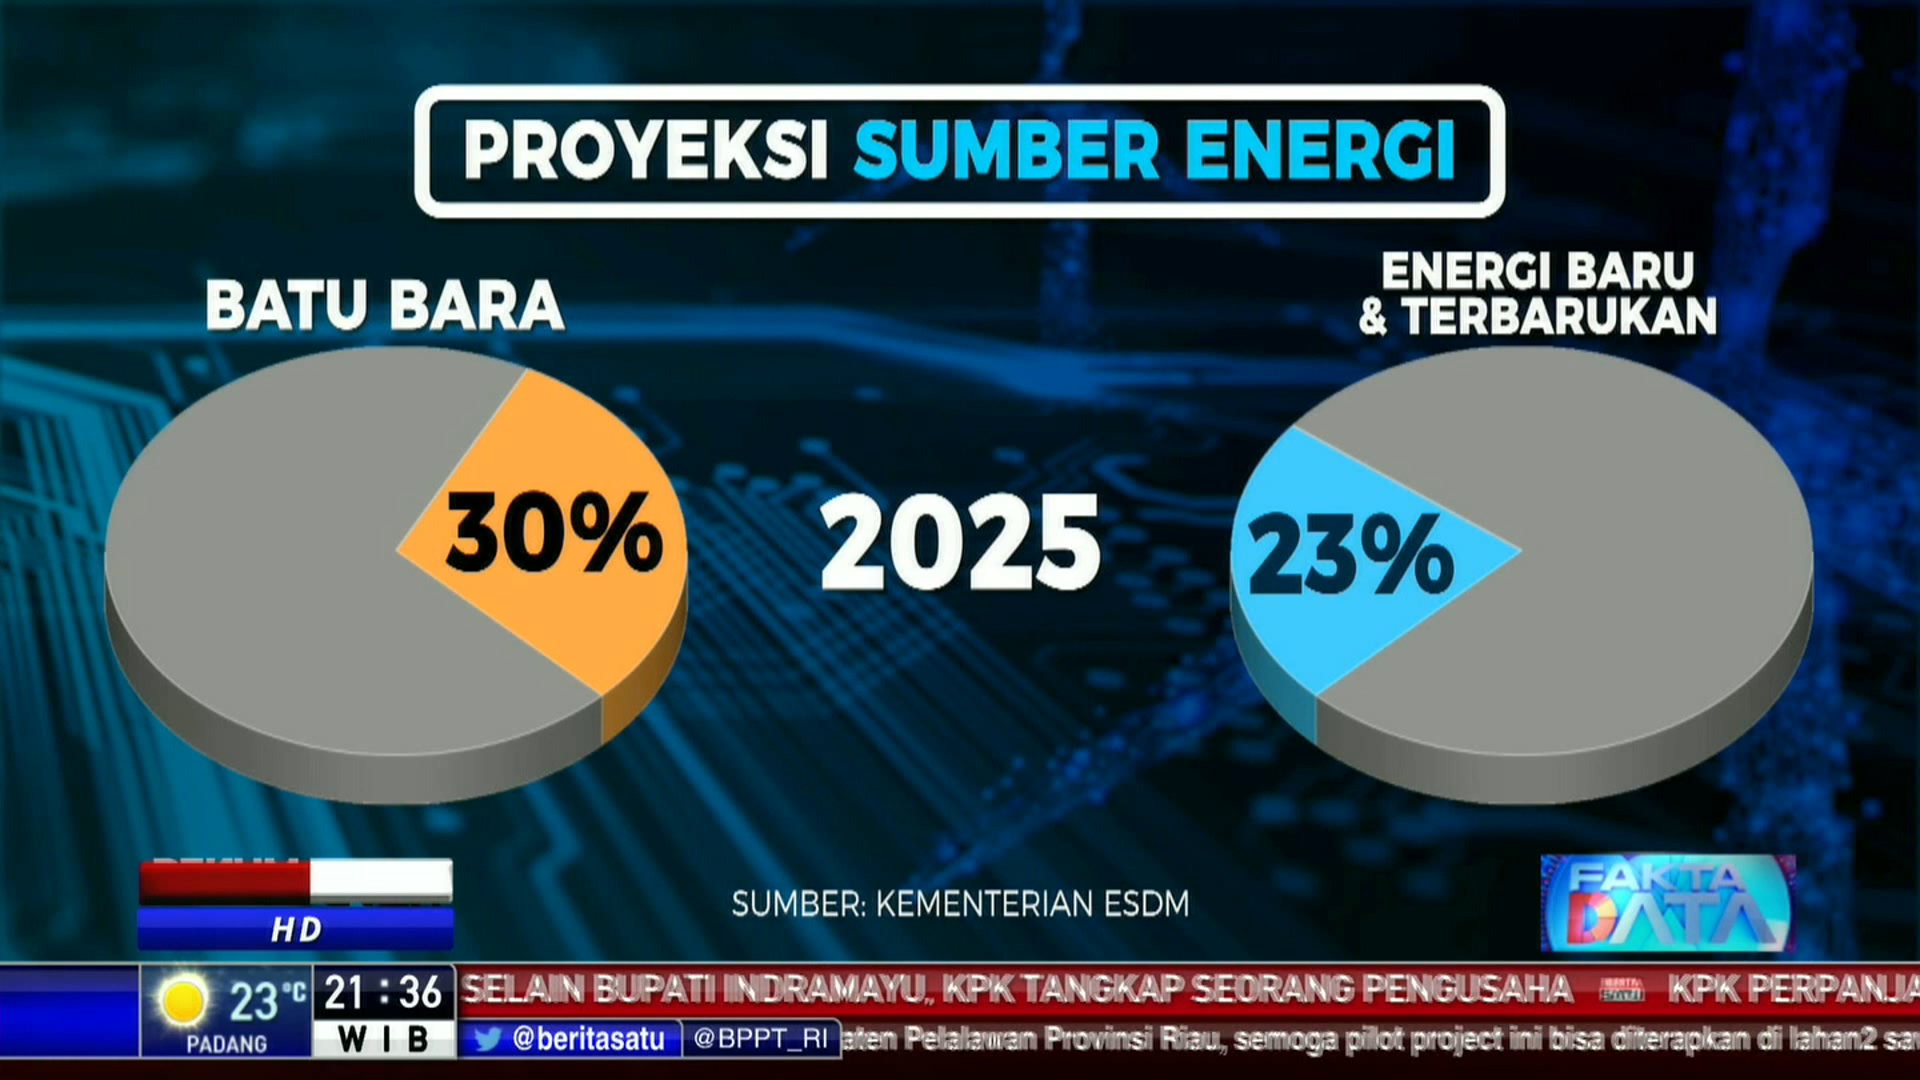 PROYEKSI SUMBER ENERGI
BATU BARA
ENERGI BARU
& TERBARUKAN
30%
2025
23%
SUMBER: KEMENTERIAN ESDM
FAKTA
DATA
HD
23°C
PADANG
21 : 36
WIB
SELAIN BUPATI INDRAMAYU, KPK TANGKAP SEORANG PENGUSAHA
KPK PERPANJA
@beritasatu
@BPPT_RI
aten Pelalawan Provinsi Riau, semoga pilot project ini bisa diterapkan di lahan2 sav